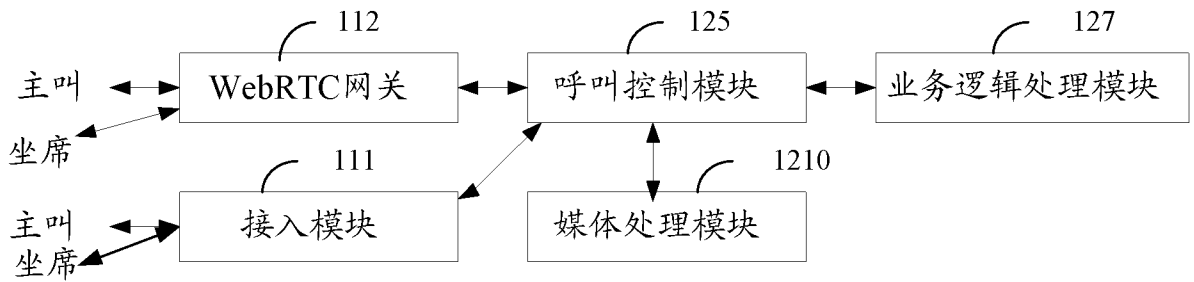 112
125
127
主叫
WebRTC网关
呼叫控制模块
业务逻辑处理模块
坐席
111
1210
主叫
接入模块
媒体处理模块
坐席